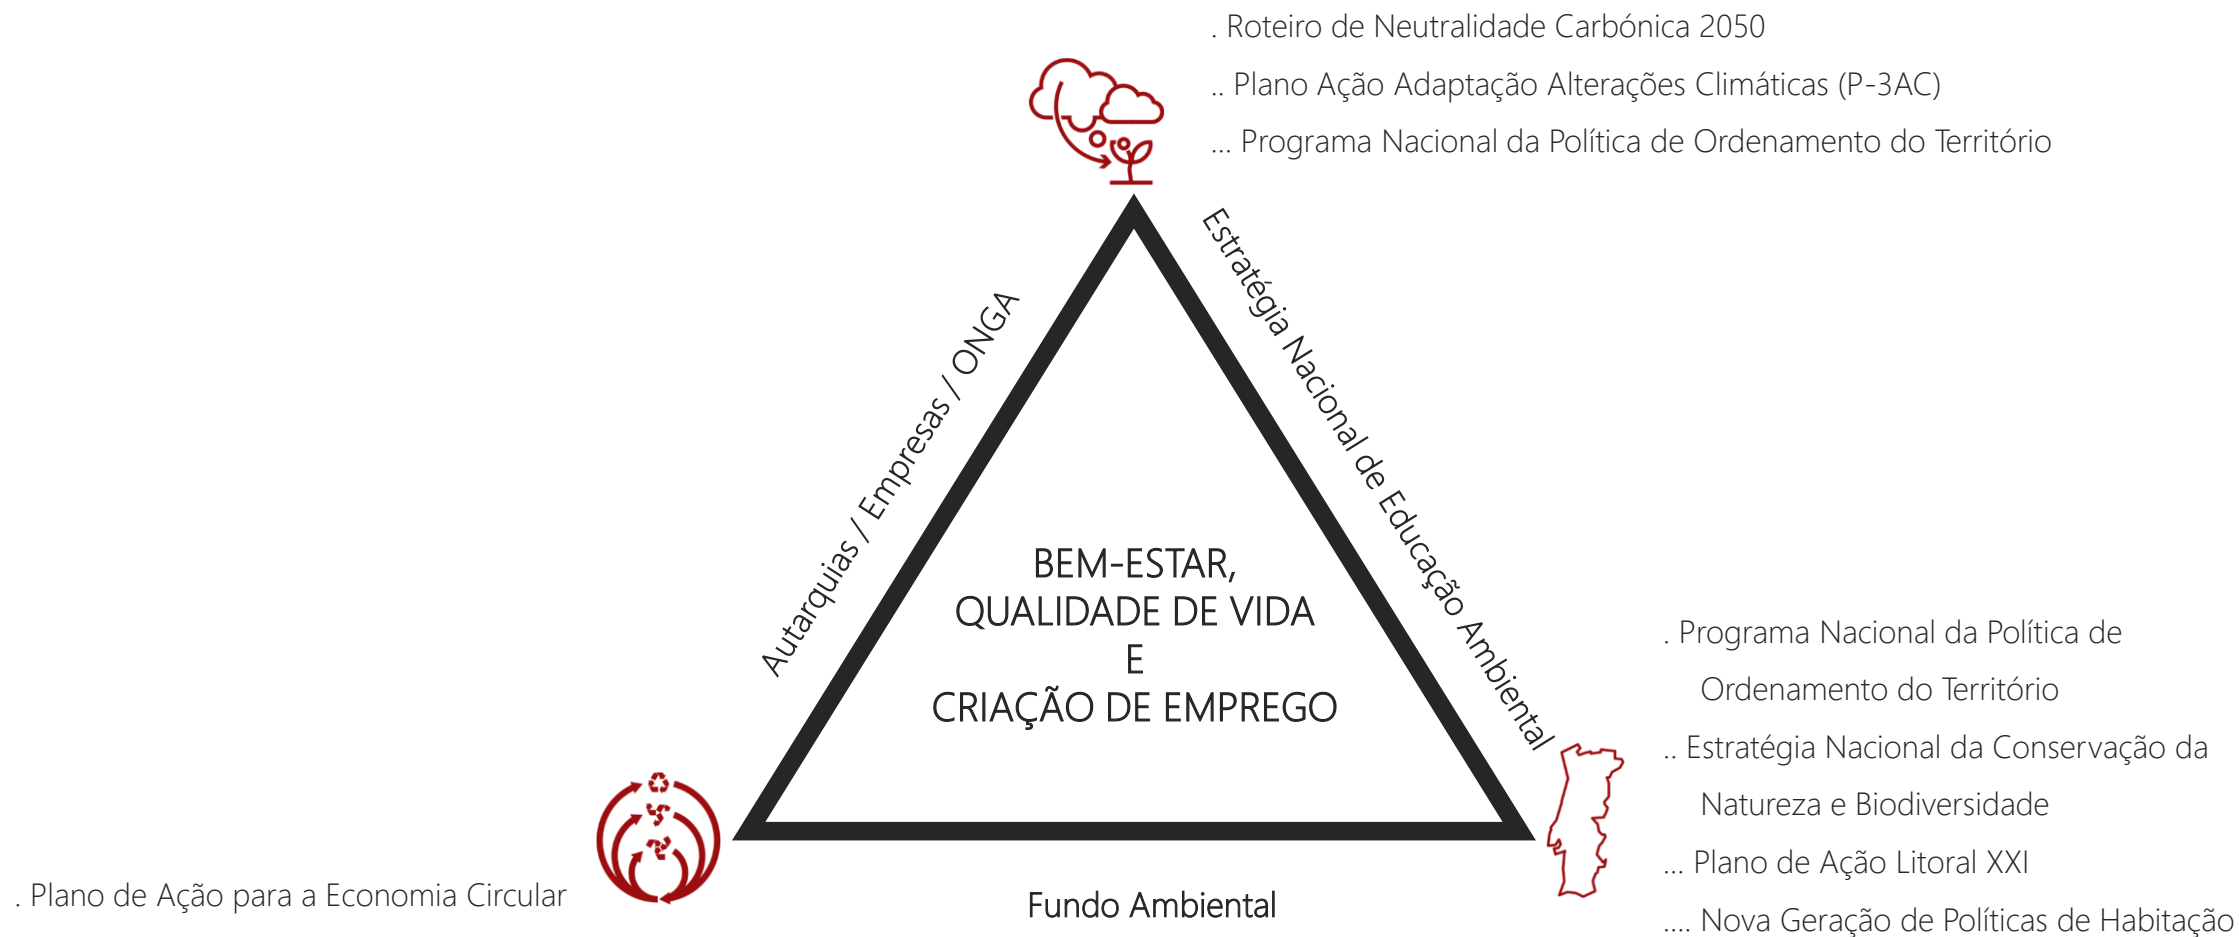 . Roteiro de Neutralidade Carbónica 2050
.. Plano Ação Adaptação Alterações Climáticas (P-3AC)
... Programa Nacional da Política de Ordenamento do Território
Autarquias / Empresas / ONGA
Estratégia Nacional de Educação Ambiental
BEM-ESTAR,
QUALIDADE DE VIDA
E
CRIAÇÃO DE EMPREGO
. Programa Nacional da Política de
Ordenamento do Território
.. Estratégia Nacional da Conservação da
Natureza e Biodiversidade
... Plano de Ação Litoral XXI
.... Nova Geração de Políticas de Habitação
. Plano de Ação para a Economia Circular
Fundo Ambiental